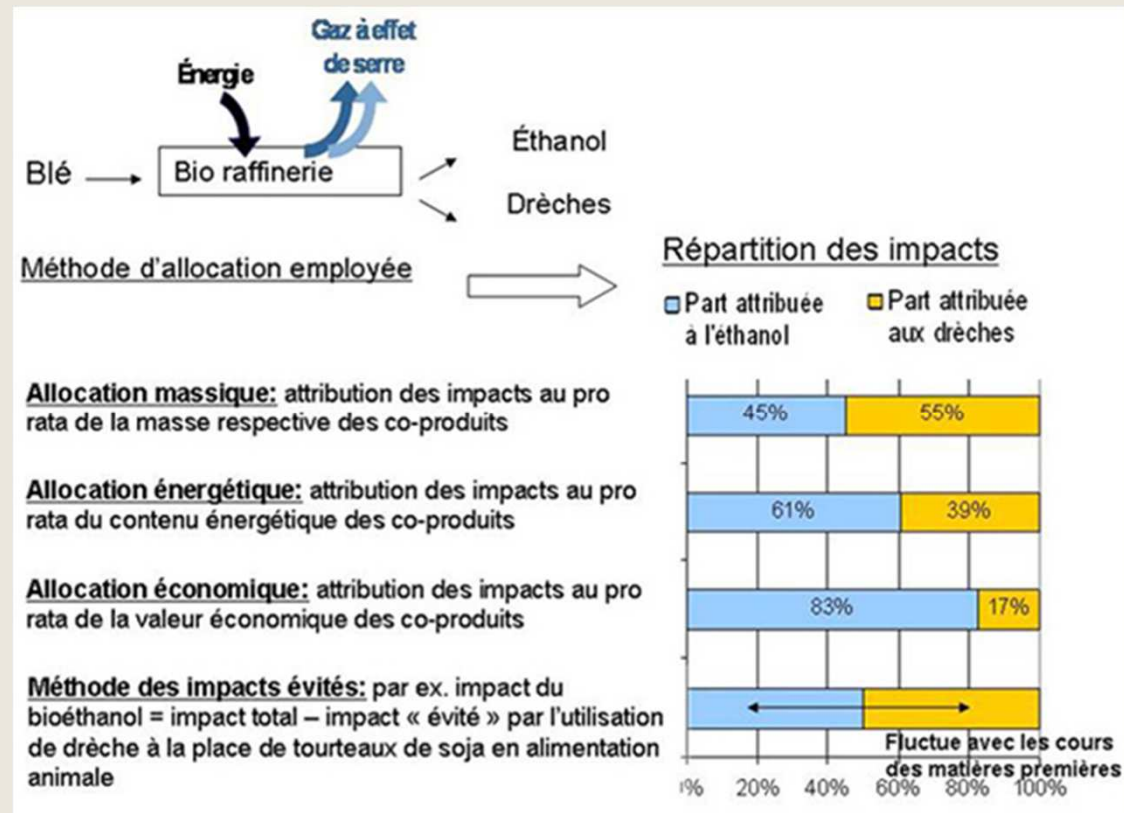 Gaz à effet
de serre
Énergie
Blé
Bio raffinerie
Éthanol
Drèches
Méthode d'allocation employée
Répartition des impacts
Part attribuée
à l'éthanol
Part attribuée
aux drèches
Allocation massique: attribution des impacts au pro
rata de la masse respective des co-produits
45%
55%
Allocation énergétique: attribution des impacts au pro
rata du contenu énergétique des co-produits
61%
39%
Allocation économique: attribution des impacts au pro
rata de la valeur économique des co-produits
83%
17%
Méthode des impacts évités: par ex. impact du
bioéthanol = impact total – impact « évité » par l'utilisation
de drèche à la place de tourteaux de soja en alimentation
animale
Fluctue avec les cours
des matières premières
20% 40% 60% 80% 100%